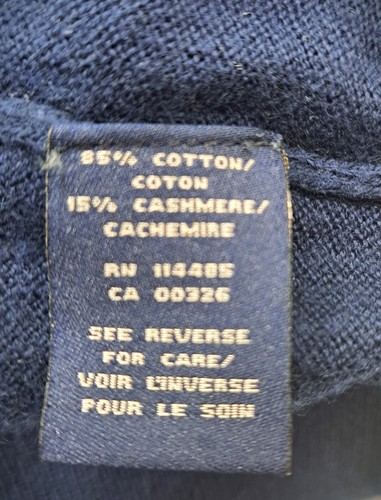 85% COTTON/
COTON
15% CASHMERE/
CACHEMIRE
RN 114485
CA 00326
SEE REVERSE
FOR CARE/
VOIR L'INVERSE
POUR LE SOIN